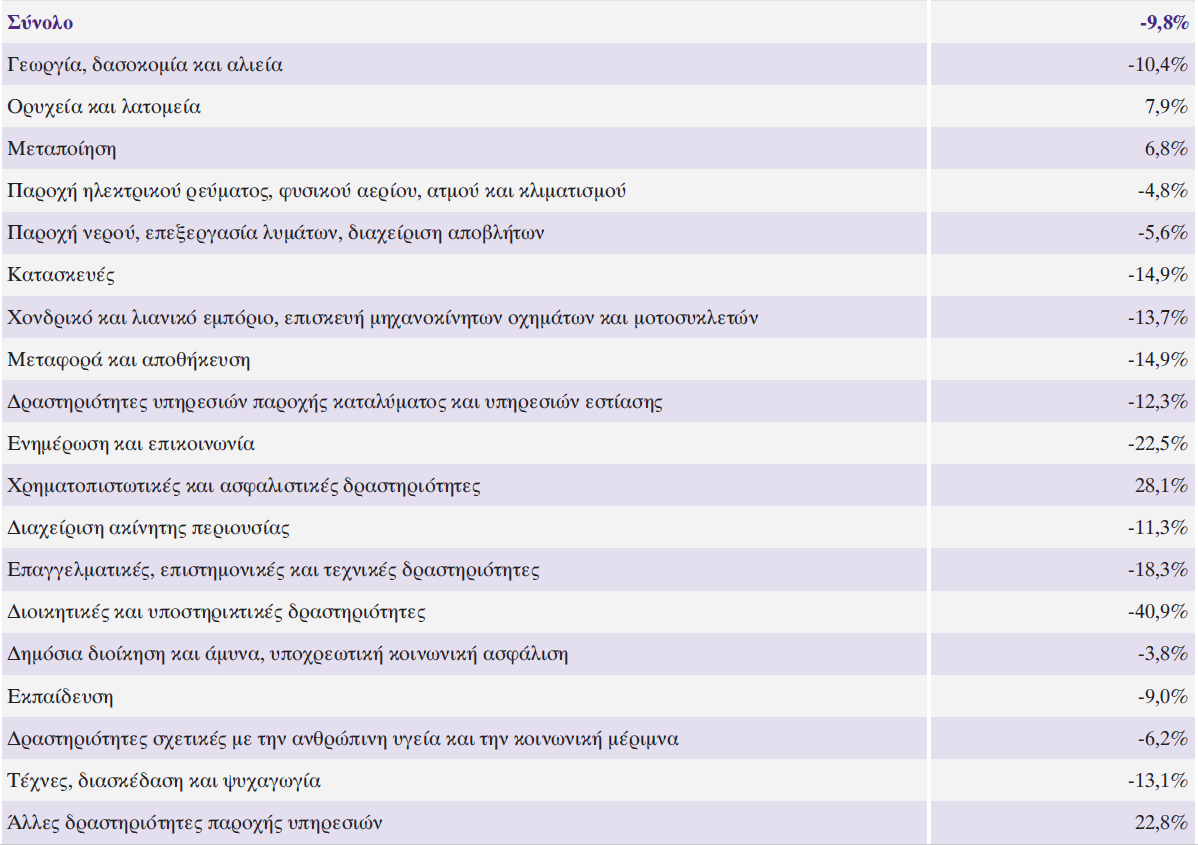 Σύνολο -9,8%
Γεωργία, δασοκομία και αλιεία -10,4%
Ορυχεία και λατομεία 7,9%
Μεταποίηση 6,8%
Παροχή ηλεκτρικού ρεύματος, φυσικού αερίου, ατμού και κλιματισμού -4,8%
Παροχή νερού, επεξεργασία λυμάτων, διαχείριση αποβλήτων -5,6%
Κατασκευές -14,9%
Χονδρικό και λιανικό εμπόριο, επισκευή μηχανοκίνητων οχημάτων και μοτοσυκλετών -13,7%
Μεταφορά και αποθήκευση -14,9%
Δραστηριότητες υπηρεσιών παροχής καταλύματος και υπηρεσιών εστίασης -12,3%
Ενημέρωση και επικοινωνία -22,5%
Χρηματοπιστωτικές και ασφαλιστικές δραστηριότητες 28,1%
Διαχείριση ακίνητης περιουσίας -11,3%
Επαγγελματικές, επιστημονικές και τεχνικές δραστηριότητες -18,3%
Διοικητικές και υποστηρικτικές δραστηριότητες -40,9%
Δημόσια διοίκηση και άμυνα, υποχρεωτική κοινωνική ασφάλιση -3,8%
Εκπαίδευση -9,0%
Δραστηριότητες σχετικές με την ανθρώπινη υγεία και την κοινωνική μέριμνα -6,2%
Τέχνες, διασκέδαση και ψυχαγωγία -13,1%
Άλλες δραστηριότητες παροχής υπηρεσιών 22,8%